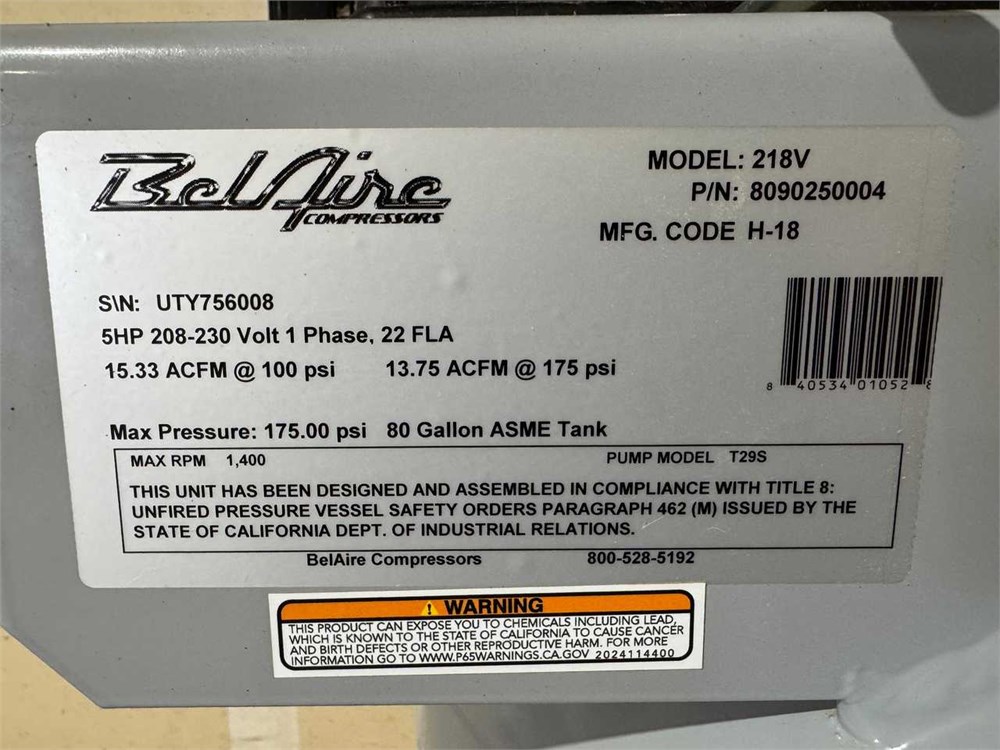 BelAire
COMPRESSORS
MODEL: 218V
P/N: 8090250004
MFG. CODE H-18
S\N: UTY756008
5HP 208-230 Volt 1 Phase, 22 FLA
15.33 ACFM @ 100 psi 13.75 ACFM @ 175 psi
8 40534 01052 8
Max Pressure: 175.00 psi 80 Gallon ASME Tank
MAX RPM 1,400 PUMP MODEL T29S
THIS UNIT HAS BEEN DESIGNED AND ASSEMBLED IN COMPLIANCE WITH TITLE 8:
UNFIRED PRESSURE VESSEL SAFETY ORDERS PARAGRAPH 462 (M) ISSUED BY THE
STATE OF CALIFORNIA DEPT. OF INDUSTRIAL RELATIONS.
BelAire Compressors 800-528-5192
WARNING
THIS PRODUCT CAN EXPOSE YOU TO CHEMICALS INCLUDING LEAD,
WHICH IS KNOWN TO THE STATE OF CALIFORNIA TO CAUSE CANCER
AND BIRTH DEFECTS OR OTHER REPRODUCTIVE HARM. FOR MORE
INFORMATION GO TO WWW.P65WARNINGS.CA.GOV 2024114400